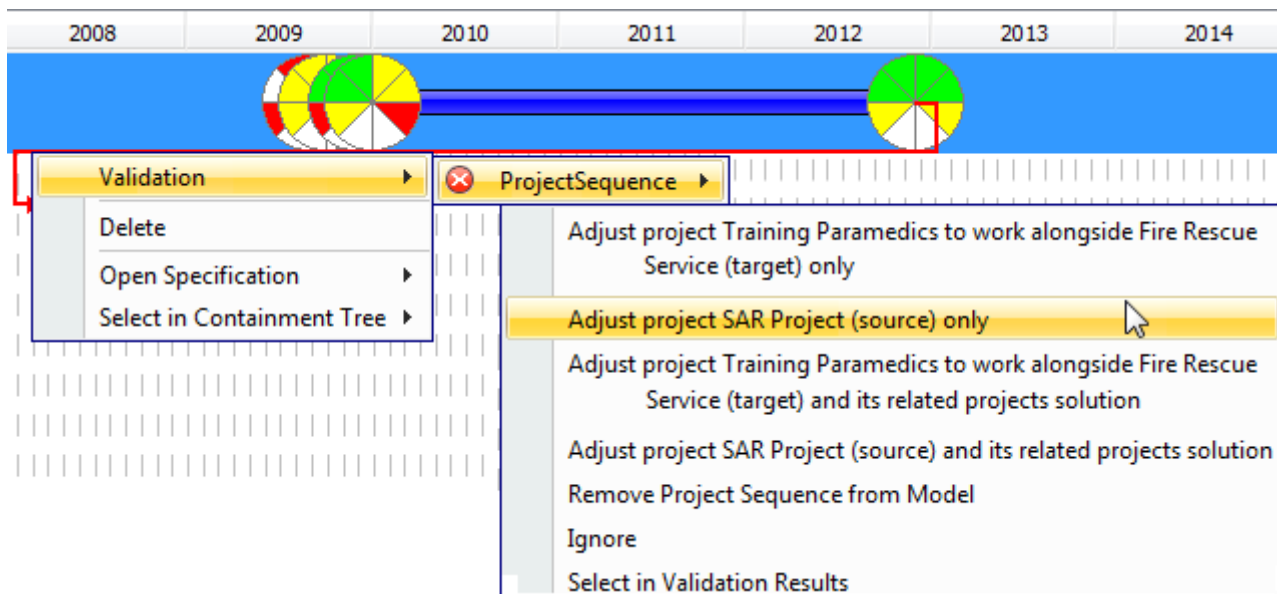 2008 2009 2010 2011 2012 2013 2014
Validation
ProjectSequence
Delete
Open Specification
Select in Containment Tree
Adjust project Training Paramedics to work alongside Fire Rescue
Service (target) only
Adjust project SAR Project (source) only
Adjust project Training Paramedics to work alongside Fire Rescue
Service (target) and its related projects solution
Adjust project SAR Project (source) and its related projects solution
Remove Project Sequence from Model
Ignore
Select in Validation Results